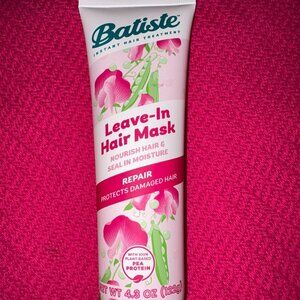 Batiste
INSTANT HAIR TREATMENT
Leave-In
Hair Mask
NOURISH HAIR &
SEAL IN MOISTURE
REPAIR
PROTECTS DAMAGED HAIR
WITH 100%
PLANT-BASED
PEA
PROTEIN
NET WT 4.3 OZ (122g)